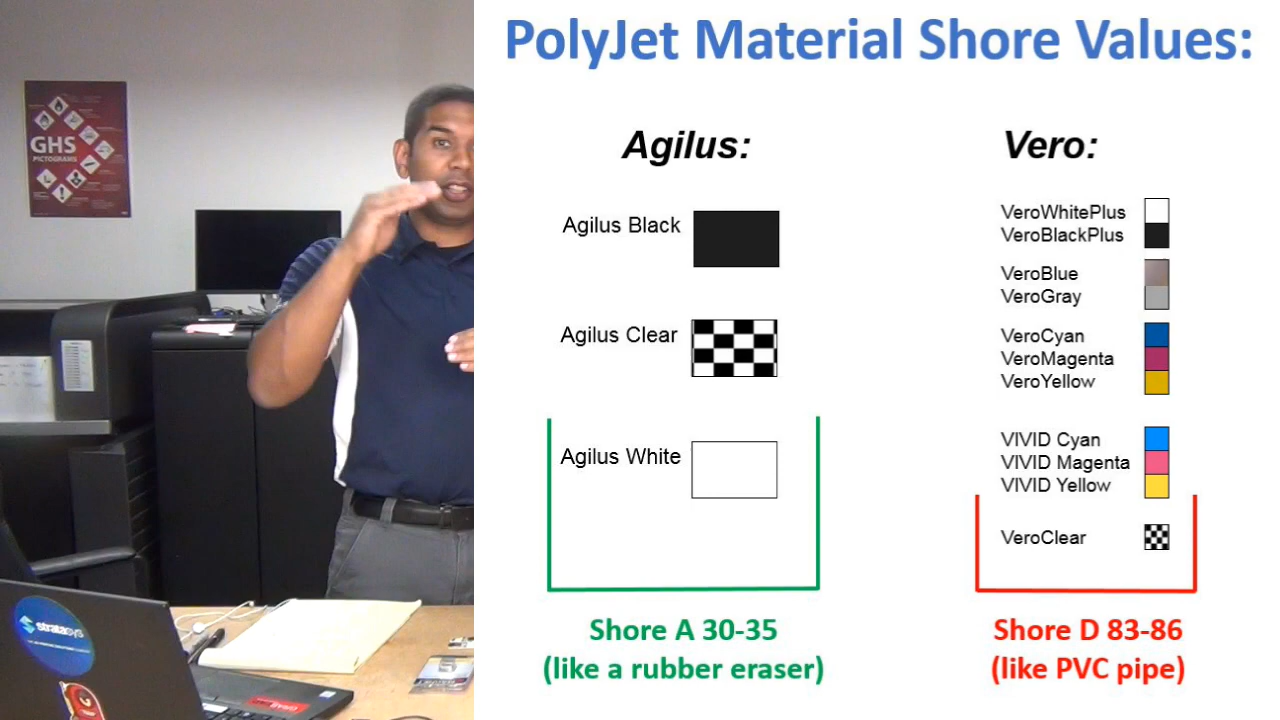 PolyJet Material Shore Values:
Agilus:
Agilus Black
Agilus Clear
Agilus White
Shore A 30-35
(like a rubber eraser)
Vero:
VeroWhitePlus
VeroBlackPlus
VeroBlue
VeroGray
VeroCyan
VeroMagenta
VeroYellow
VIVID Cyan
VIVID Magenta
VIVID Yellow
VeroClear
Shore D 83-86
(like PVC pipe)
GHS
PICTOGRAMS
stratasys